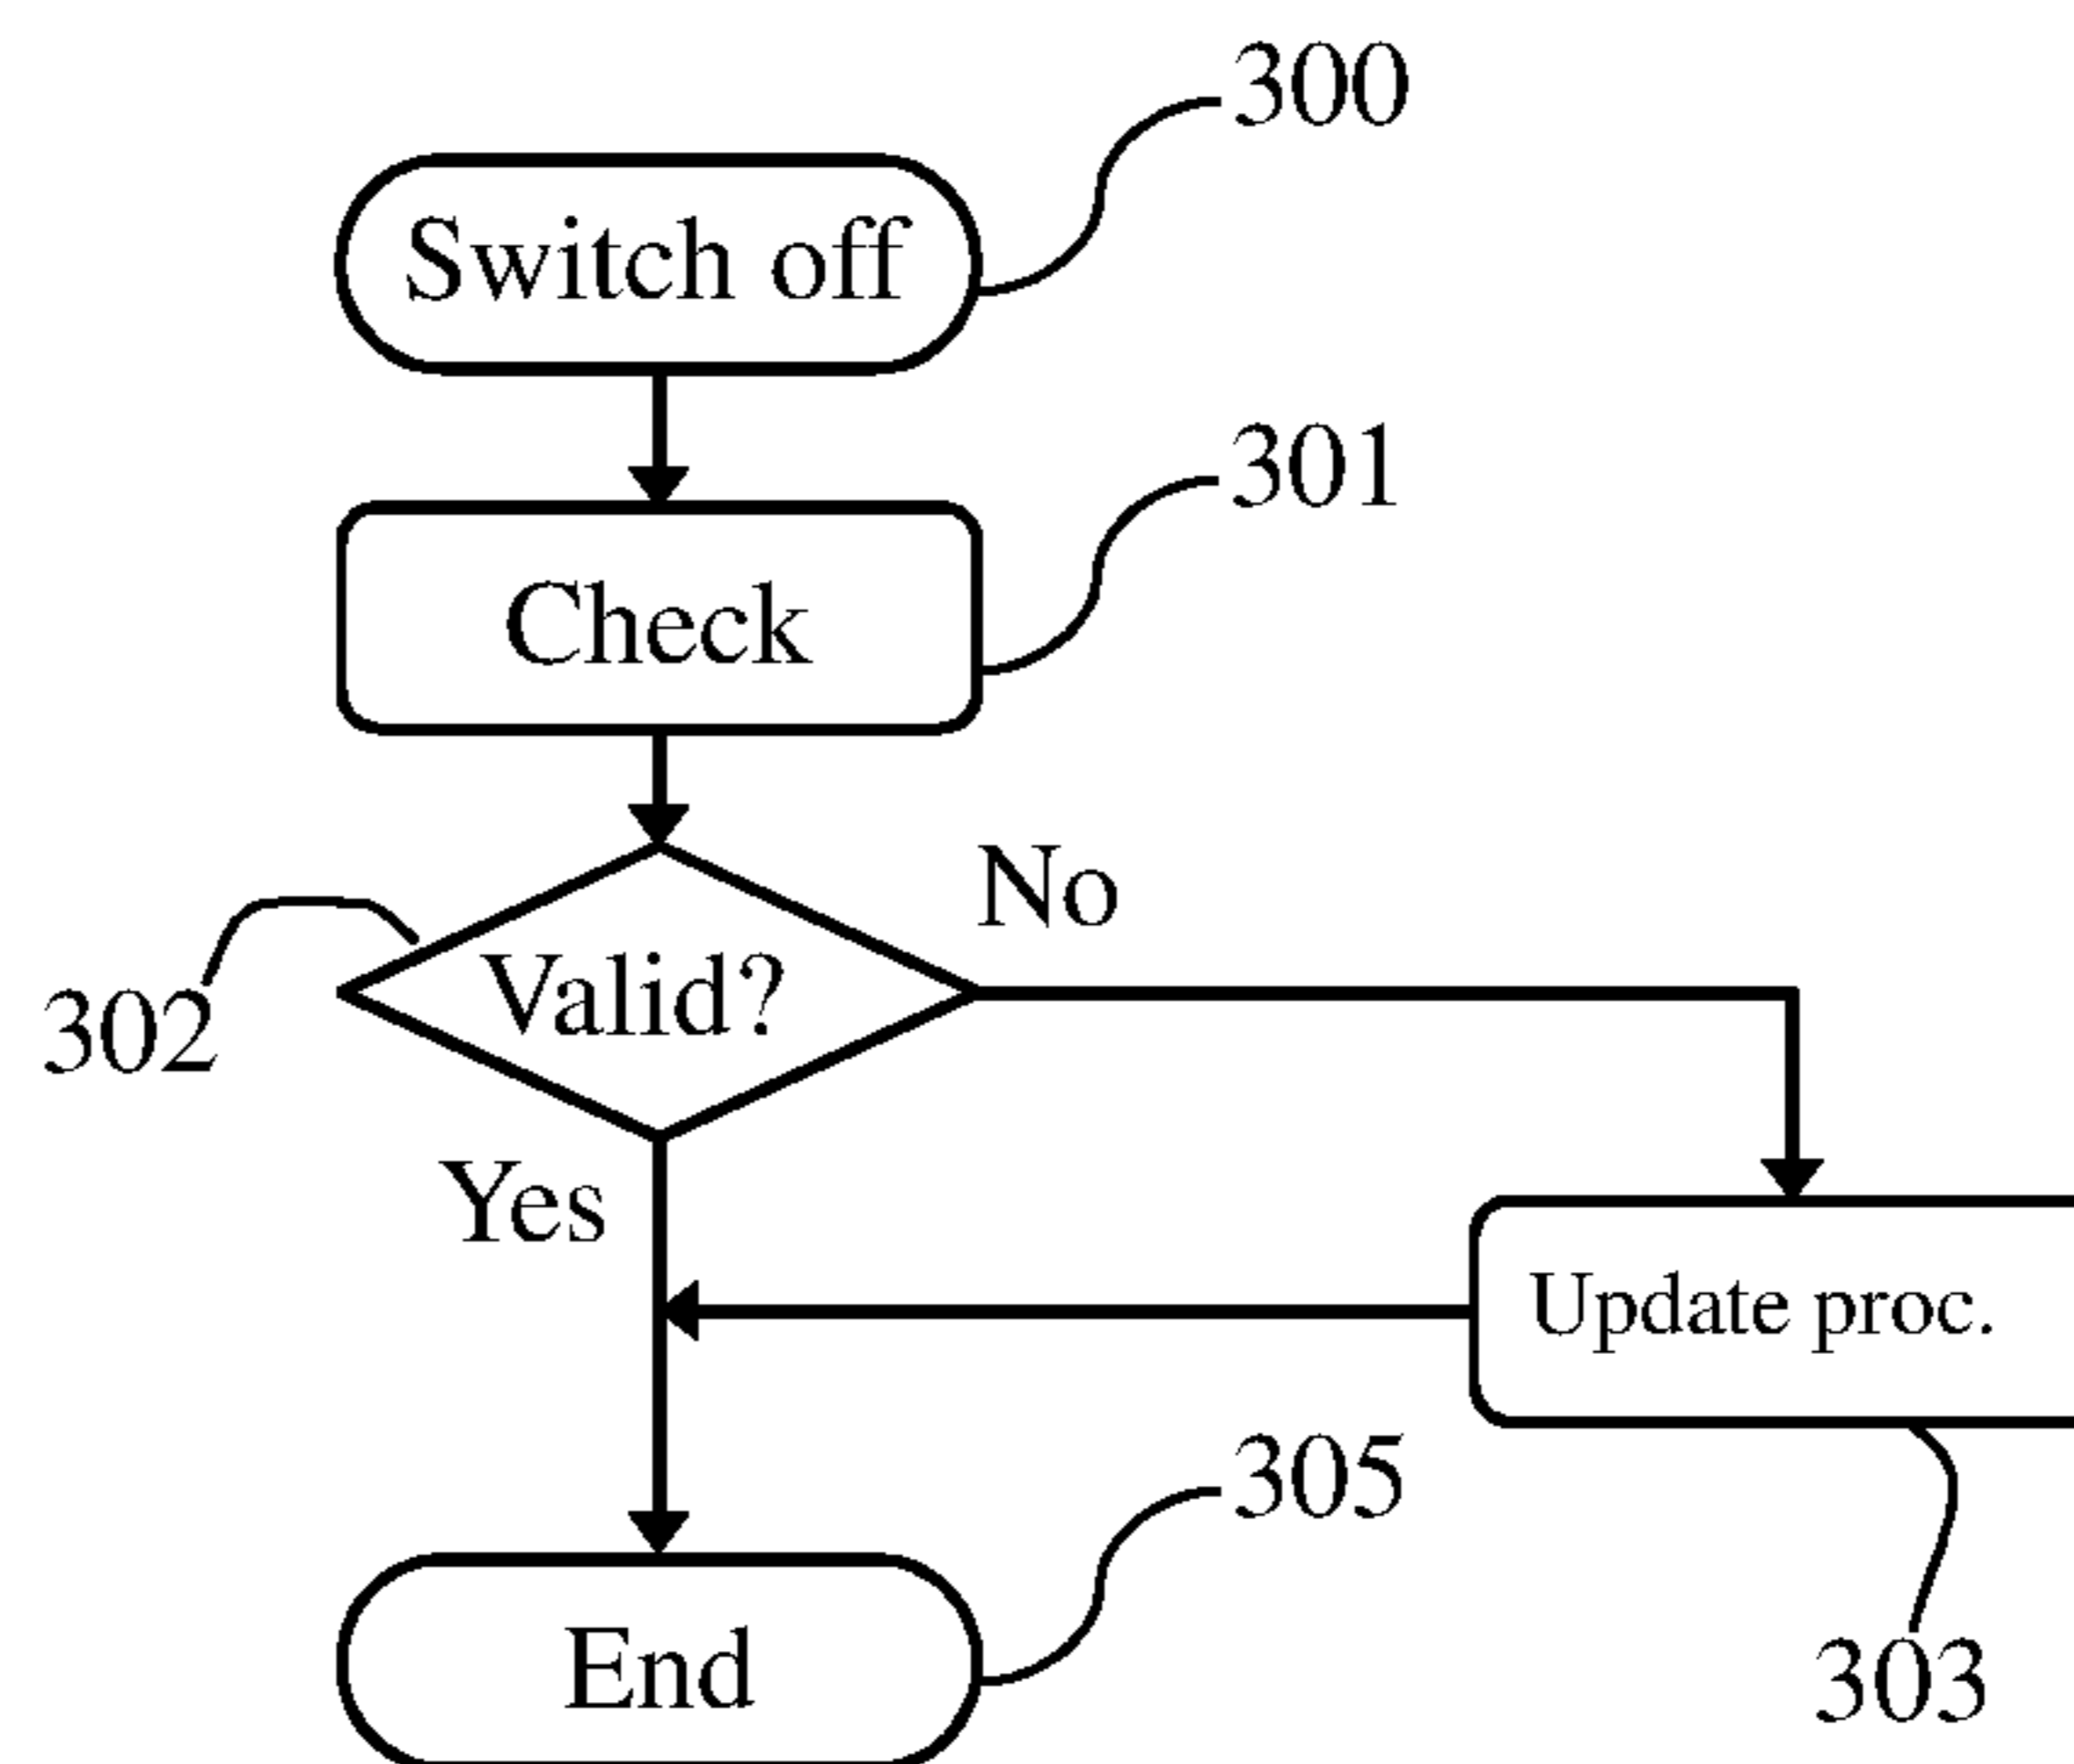 300
Switch off
301
Check
No
302
Valid?
Yes
Update proc.
305
End
303